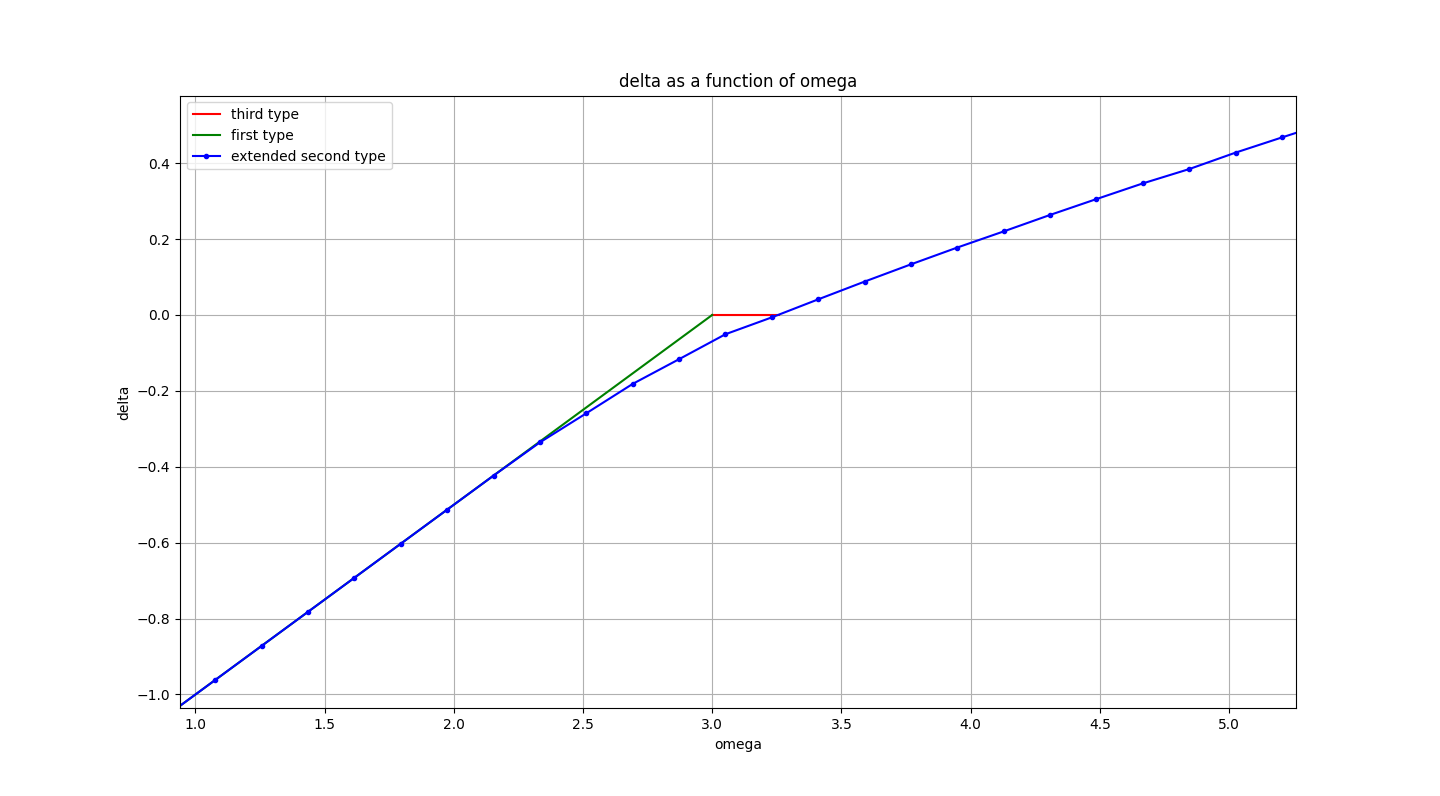 delta as a function of omega
third type
first type
extended second type
0.4
0.2
0.0
−0.2
−0.4
−0.6
−0.8
−1.0
delta
1.0 1.5 2.0 2.5 3.0 3.5 4.0 4.5 5.0
omega